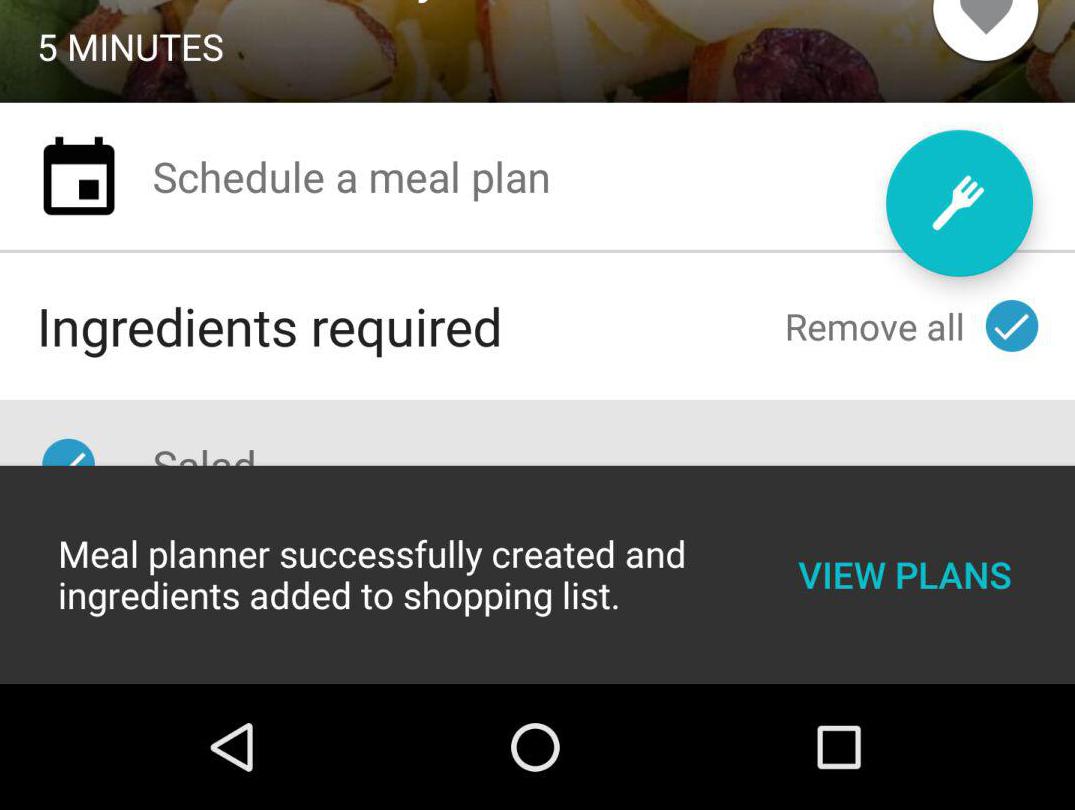 5 MINUTES
Schedule a meal plan
Ingredients required
Remove all
Salad
Meal planner successfully created and
ingredients added to shopping list.
VIEW PLANS